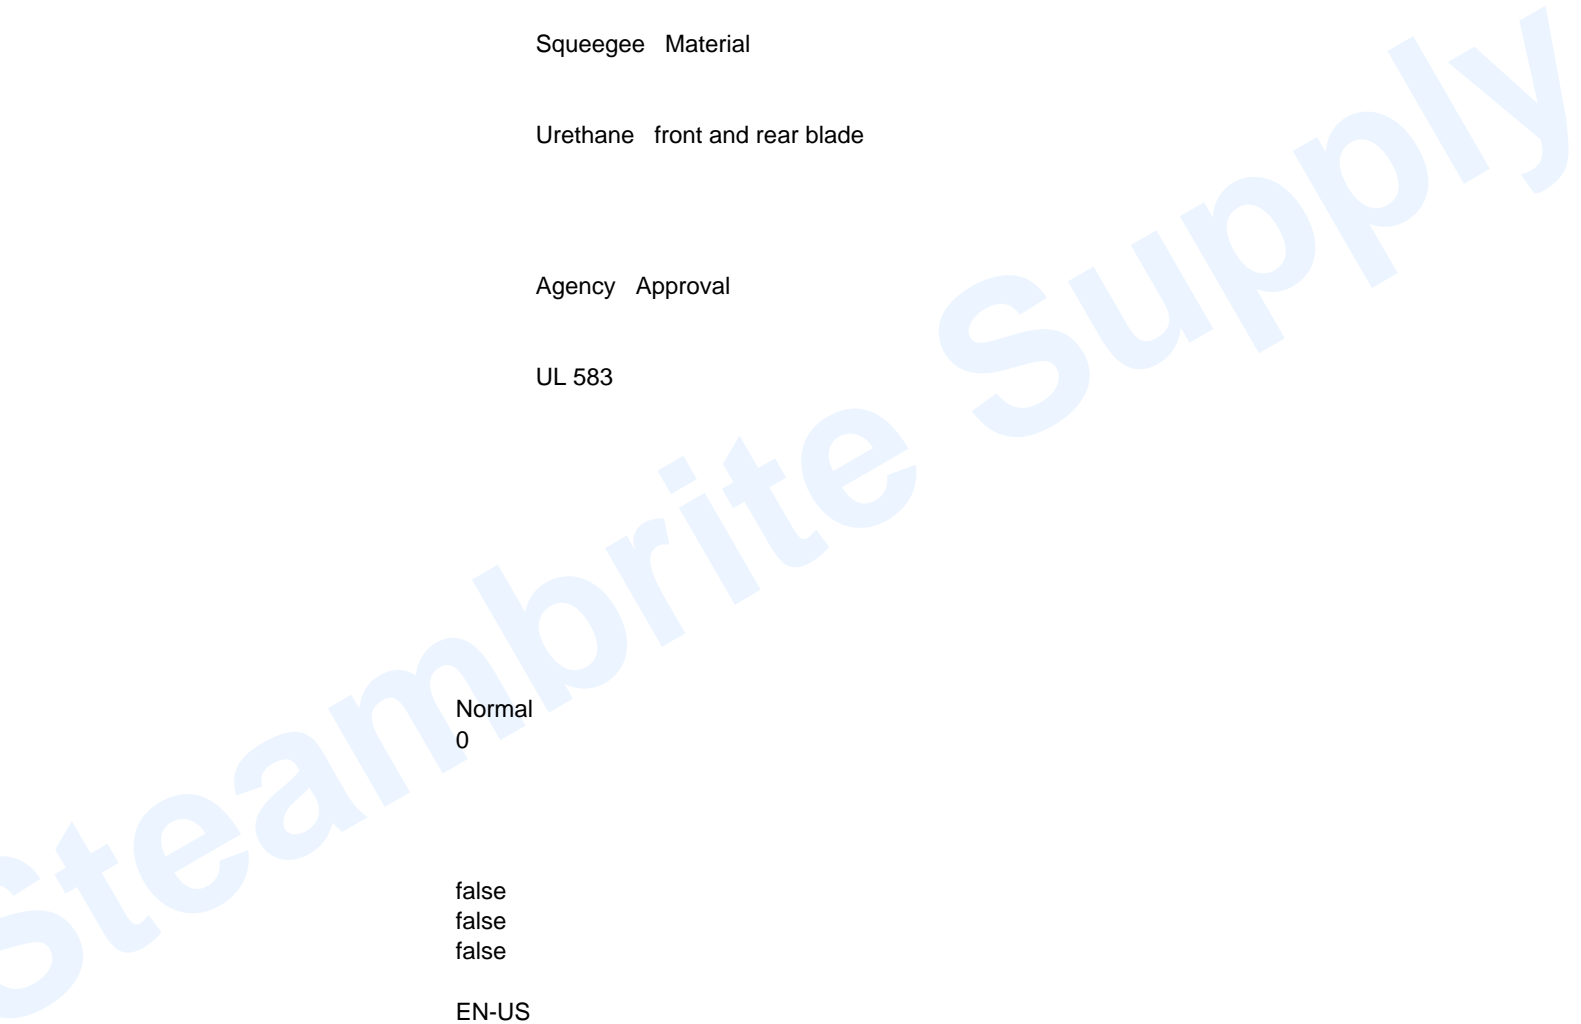 Squeegee   Material
Urethane   front and rear blade
Agency   Approval
UL 583
Normal
0
false
false
false
EN-US
Steambrite Supply